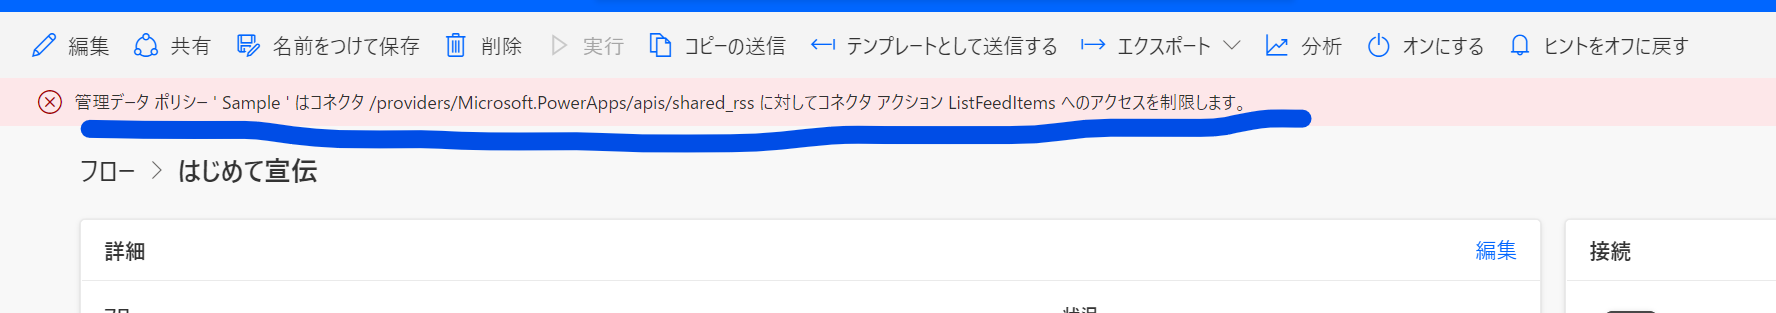 編集 共有 名前をつけて保存 削除 実行 コピーの送信 テンプレートとして送信する エクスポート 分析 オンにする ヒントをオフに戻す
管理データ ポリシー ' Sample ' はコネクタ /providers/Microsoft.PowerApps/apis/shared_rss に対してコネクタ アクション ListFeedItems へのアクセスを制限します。
フロー > はじめて宣伝
詳細 編集 接続
フロー 状況